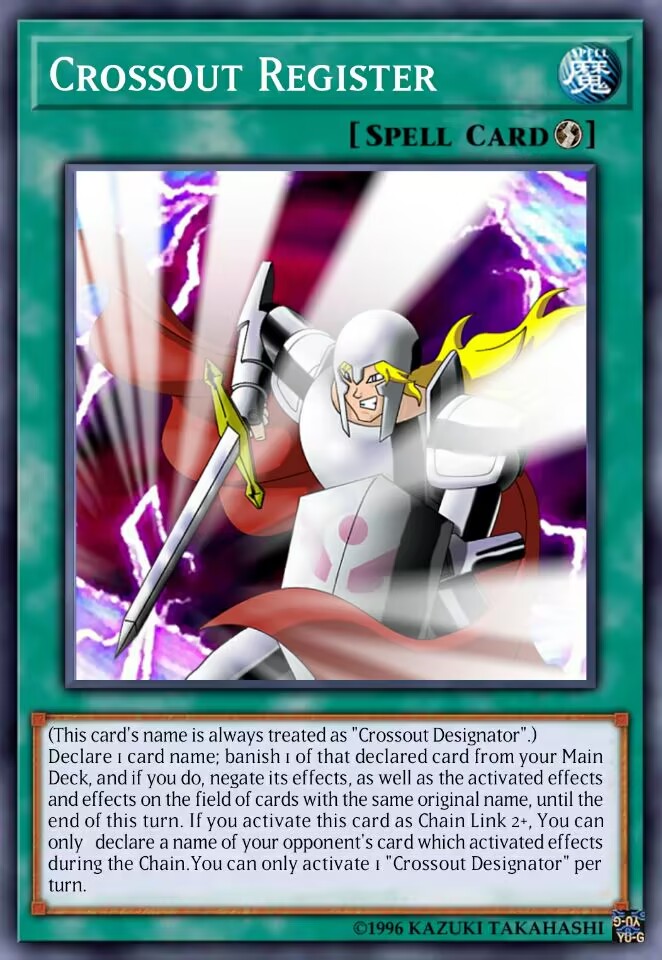 Crossout Register
SPELL
魔
[SPELL CARD]
(This card's name is always treated as "Crossout Designator".)
Declare 1 card name; banish 1 of that declared card from your Main
Deck, and if you do, negate its effects, as well as the activated effects
and effects on the field of cards with the same original name, until the
end of this turn. If you activate this card as Chain Link 2+, You can
only declare a name of your opponent's card which activated effects
during the Chain.You can only activate 1 "Crossout Designator" per
turn.
©1996 KAZUKI TAKAHASHI